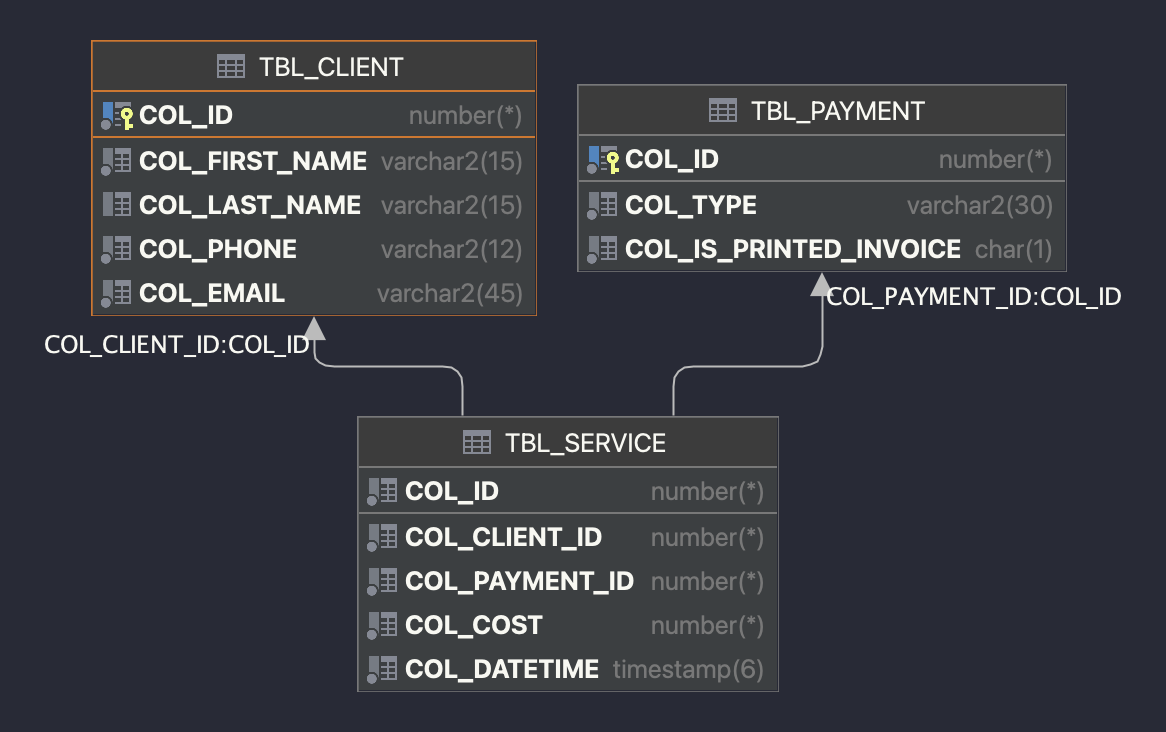 TBL_CLIENT
COL_ID number(*)
COL_FIRST_NAME varchar2(15)
COL_LAST_NAME varchar2(15)
COL_PHONE varchar2(12)
COL_EMAIL varchar2(45)
TBL_PAYMENT
COL_ID number(*)
COL_TYPE varchar2(30)
COL_IS_PRINTED_INVOICE char(1)
COL_CLIENT_ID:COL_ID
COL_PAYMENT_ID:COL_ID
TBL_SERVICE
COL_ID number(*)
COL_CLIENT_ID number(*)
COL_PAYMENT_ID number(*)
COL_COST number(*)
COL_DATETIME timestamp(6)